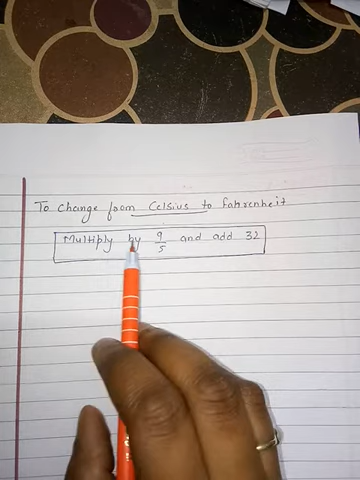 To change from Celsius to fahrenheit
Multiply by 9/5 and add 32